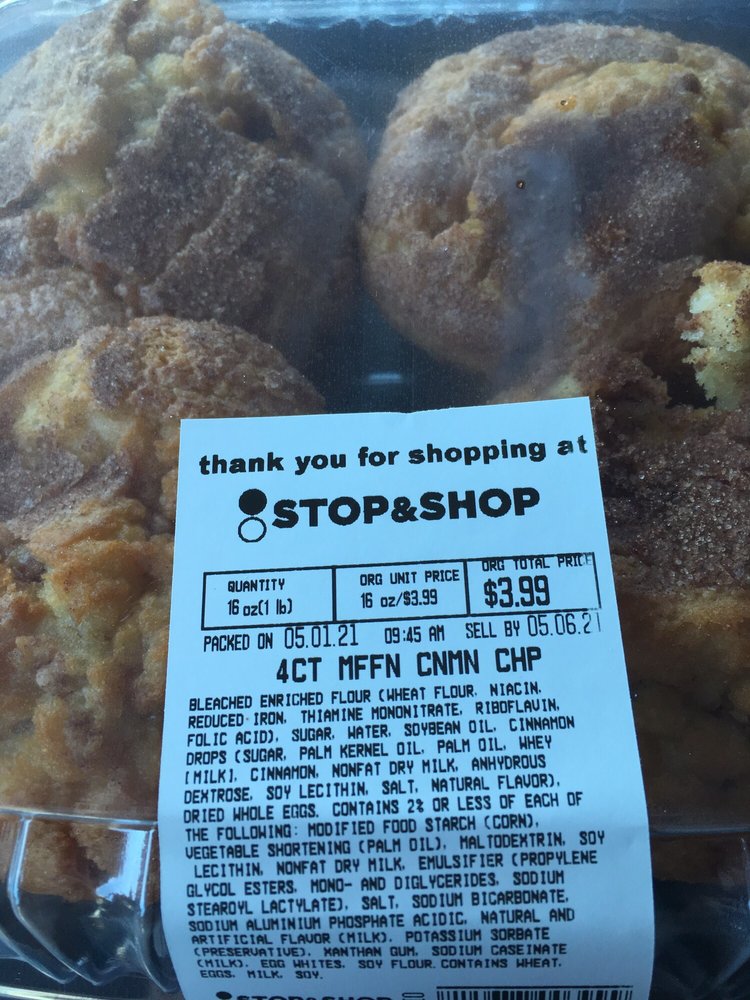 thank you for shopping at
STOP&SHOP
QUANTITY
16 oz(1 lb)
ORG UNIT PRICE
16 oz/$3.99
ORG TOTAL PRICE
$3.99
PACKED ON 05.01.21 09:45 AM SELL BY 05.06.21
4CT MFFN CNMN CHP
BLEACHED ENRICHED FLOUR (WHEAT FLOUR, NIACIN,
REDUCED IRON, THIAMINE MONONITRATE, RIBOFLAVIN,
FOLIC ACID), SUGAR, WATER, SOYBEAN OIL, CINNAMON
DROPS (SUGAR, PALM KERNEL OIL, PALM OIL, WHEY
[MILK], CINNAMON, NONFAT DRY MILK, ANHYDROUS
DEXTROSE, SOY LECITHIN, SALT, NATURAL FLAVOR),
DRIED WHOLE EGGS. CONTAINS 2% OR LESS OF EACH OF
THE FOLLOWING: MODIFIED FOOD STARCH (CORN),
VEGETABLE SHORTENING (PALM OIL), MALTODEXTRIN, SOY
LECITHIN, NONFAT DRY MILK, EMULSIFIER (PROPYLENE
GLYCOL ESTERS, MONO- AND DIGLYCERIDES, SODIUM
STEAROYL LACTYLATE), SALT, SODIUM BICARBONATE,
SODIUM ALUMINIUM PHOSPHATE ACIDIC, NATURAL AND
ARTIFICIAL FLAVOR (MILK), POTASSIUM SORBATE
(PRESERVATIVE), XANTHAN GUM, SODIUM CASEINATE
(MILK), EGG WHITES, SOY FLOUR. CONTAINS WHEAT,
EGGS, MILK, SOY.
STOP&SHOP